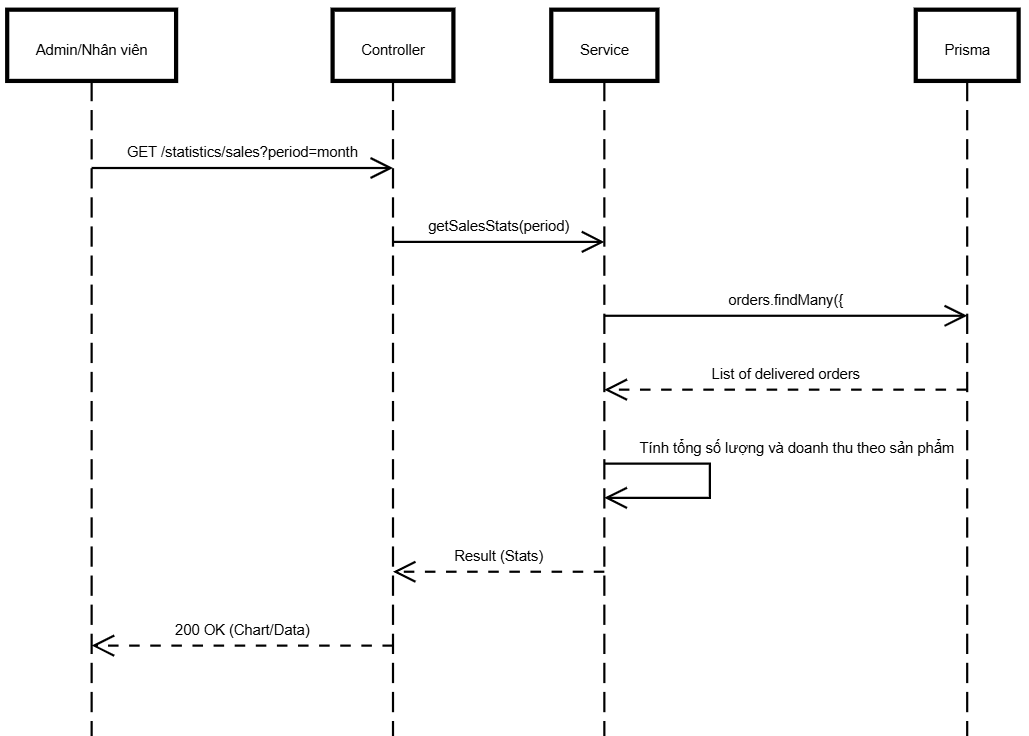 Admin/Nhân viên
Controller
Service
Prisma
GET /statistics/sales?period=month
getSalesStats(period)
orders.findMany({
List of delivered orders
Tính tổng số lượng và doanh thu theo sản phẩm
Result (Stats)
200 OK (Chart/Data)